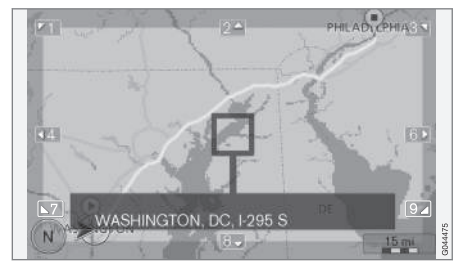 1
2
PHILADELPHIA
3
4
6
7
WASHINGTON, DC, I-295 S
DE
9
N
8
15 mi
G044475